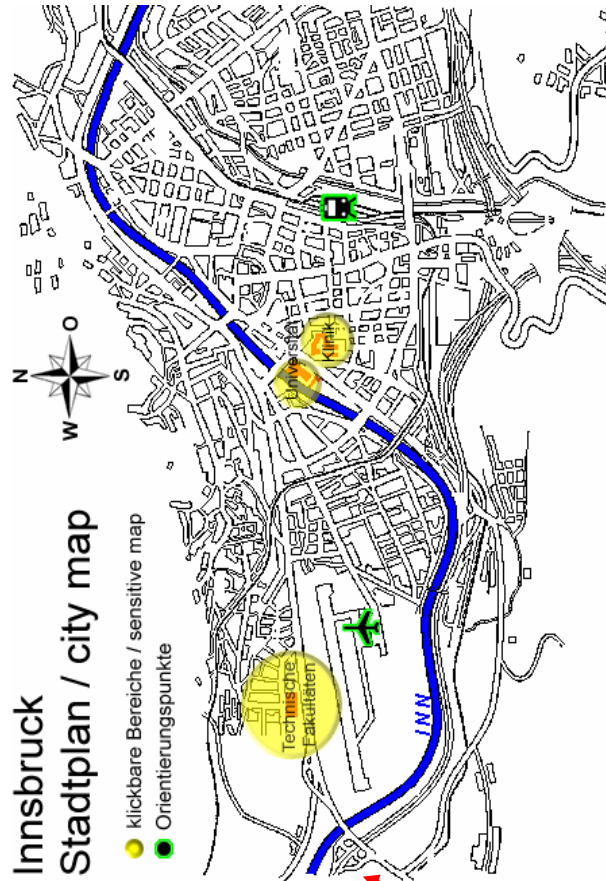 Innsbruck
Stadtplan / city map
klickbare Bereiche / sensitive map
Orientierungspunkte
N
W
O
S
Technische
Fakultäten
Universität
Klinik
INN